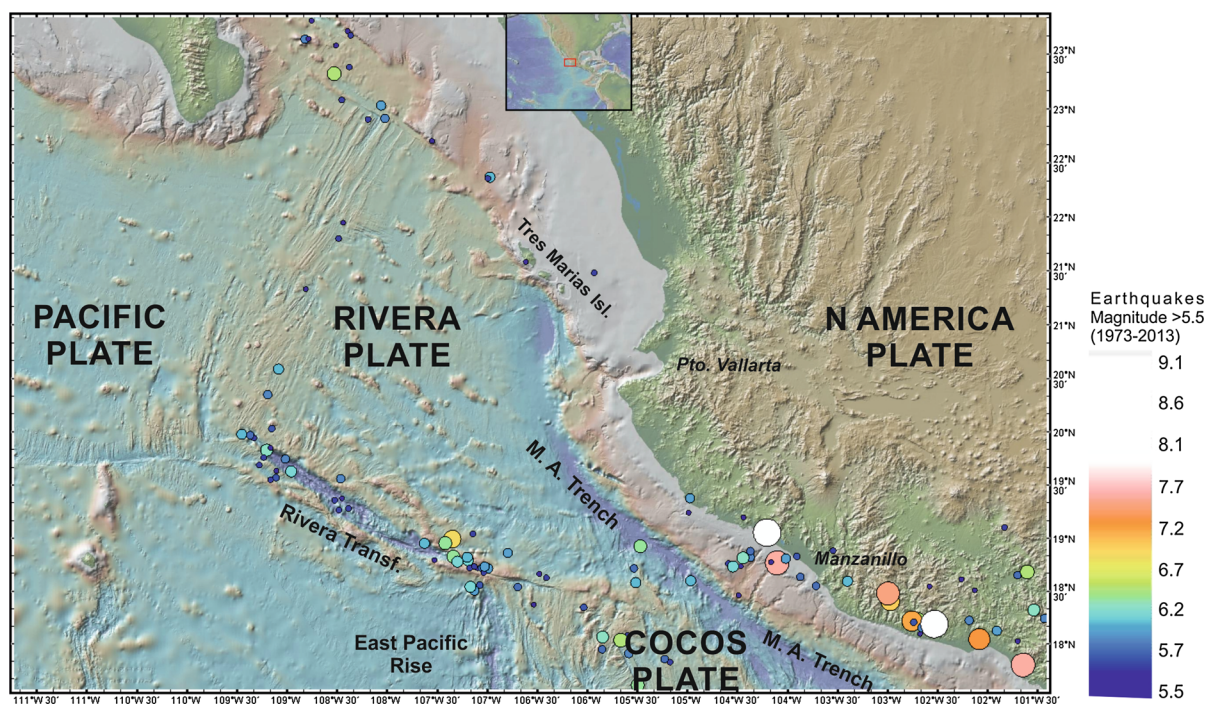 23°N
30'
23°N
22°N
30'
22°N
21°N
30'
21°N
20°N
30'
20°N
19°N
30'
19°N
18°N
30'
18°N
Tres Marias Isl.
PACIFIC
PLATE
RIVERA
PLATE
N AMERICA
PLATE
Pto. Vallarta
M. A. Trench
Rivera Transf.
Manzanillo
East Pacific
Rise
COCOS
PLATE
M. A. Trench
Earthquakes
Magnitude >5.5
(1973-2013)
9.1
8.6
8.1
7.7
7.2
6.7
6.2
5.7
5.5
111°W 30' 111°W 110°W 30' 110°W 109°W 30' 109°W 108°W 30' 108°W 107°W 30' 107°W 106°W 30' 106°W 105°W 30' 105°W 104°W 30' 104°W 103°W 30' 103°W 102°W 30' 102°W 101°W 30'